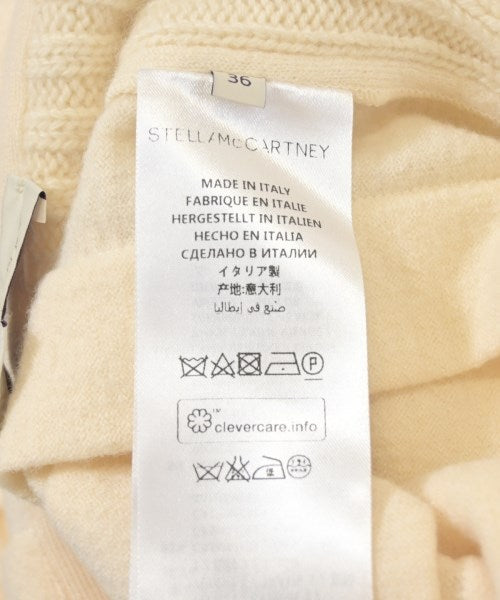 36
STELLA McCARTNEY
MADE IN ITALY
FABRIQUE EN ITALIE
HERGESTELLT IN ITALIEN
HECHO EN ITALIA
СДЕЛАНО В ИТАЛИИ
イタリア製
产地:意大利
صنع في إيطاليا
P
TM
clevercare.info